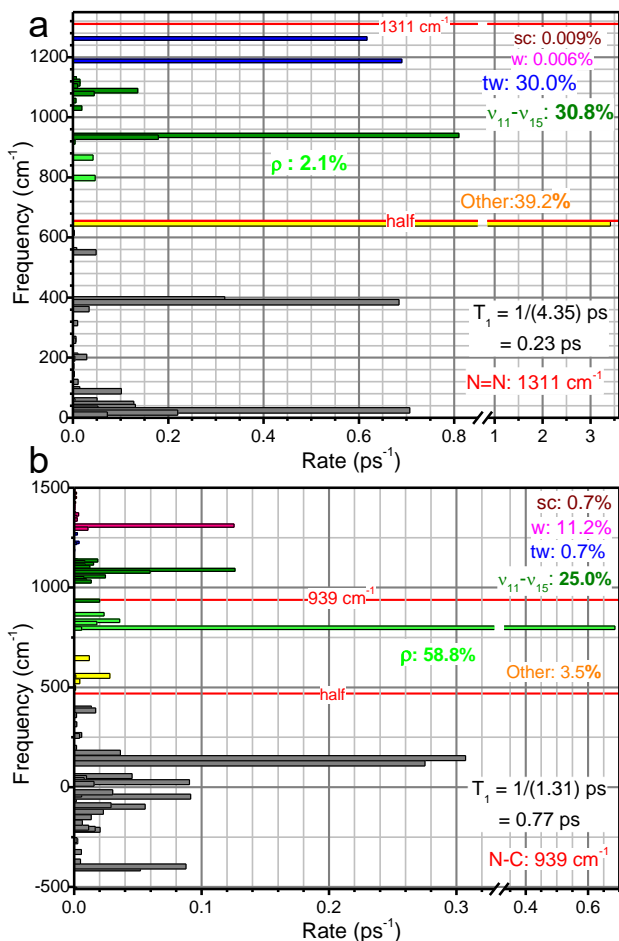 a
1311 cm⁻¹
sc: 0.009%
w: 0.006%
tw: 30.0%
ν₁₁-ν₁₅: 30.8%
ρ : 2.1%
Other:39.2%
half
T₁ = 1/(4.35) ps
= 0.23 ps
N=N: 1311 cm⁻¹
Frequency (cm⁻¹)
1200
1000
800
600
400
200
0
0.0 0.2 0.4 0.6 0.8 1 2 3
Rate (ps⁻¹)
b
sc: 0.7%
w: 11.2%
tw: 0.7%
ν₁₁-ν₁₅: 25.0%
939 cm⁻¹
ρ: 58.8%
Other: 3.5%
half
T₁ = 1/(1.31) ps
= 0.77 ps
N-C: 939 cm⁻¹
Frequency (cm⁻¹)
1500
1000
500
0
-500
0.0 0.1 0.2 0.3 0.4 0.5 0.6
Rate (ps⁻¹)